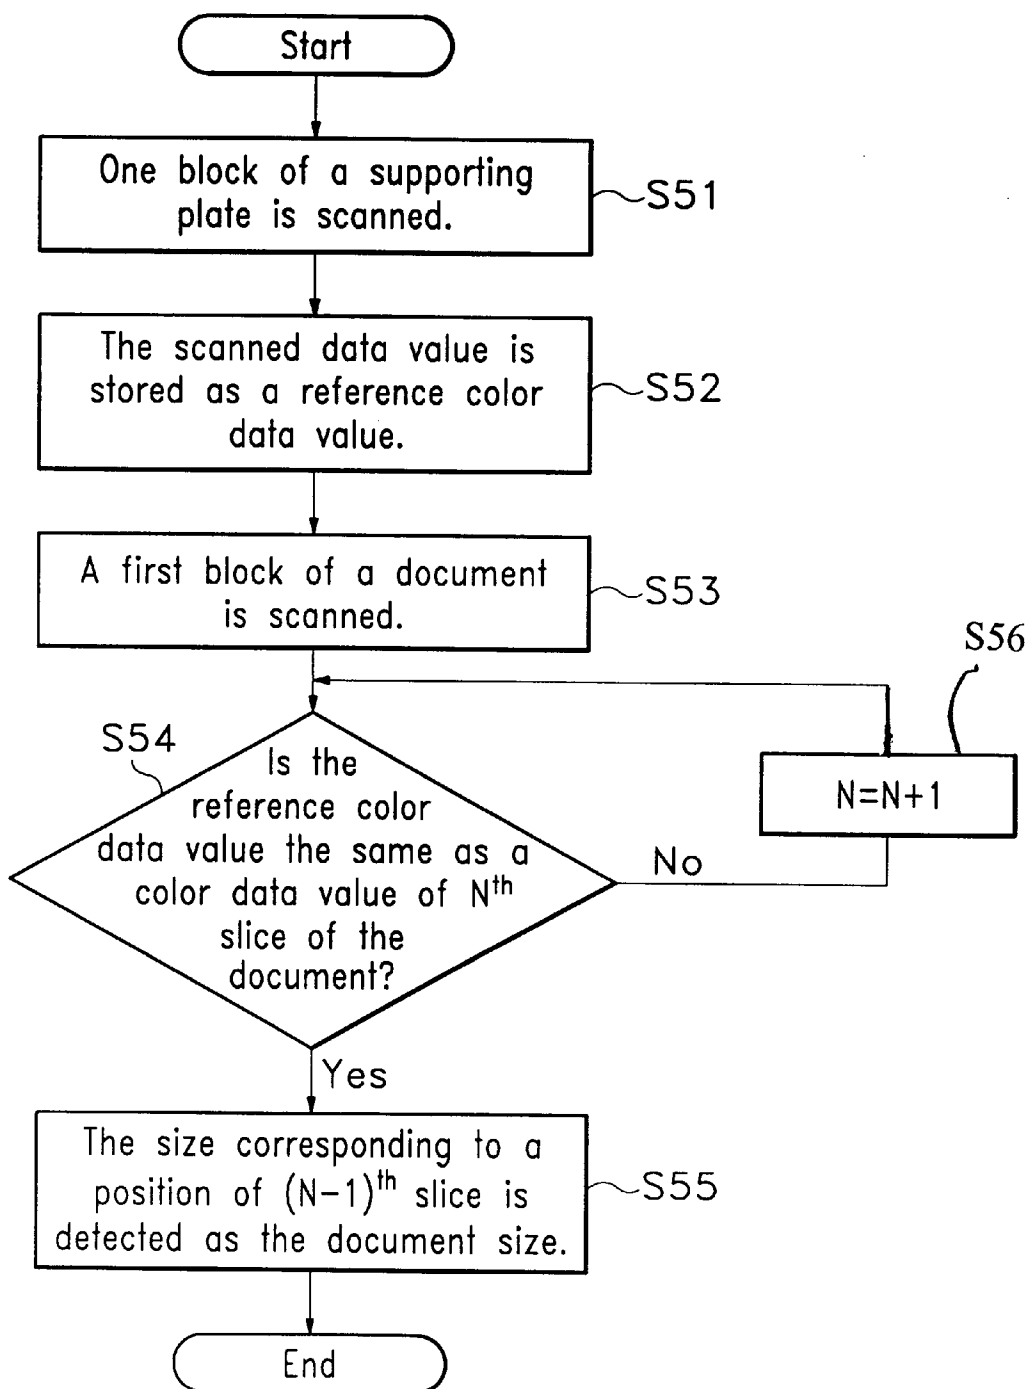 Start
One block of a supporting
plate is scanned.
S51
The scanned data value is
stored as a reference color
data value.
S52
A first block of a document
is scanned.
S53
S56
N=N+1
S54
Is the
reference color
data value the same as a
color data value of Nth
slice of the
document?
No
Yes
The size corresponding to a
position of (N-1)th slice is
detected as the document size.
S55
End